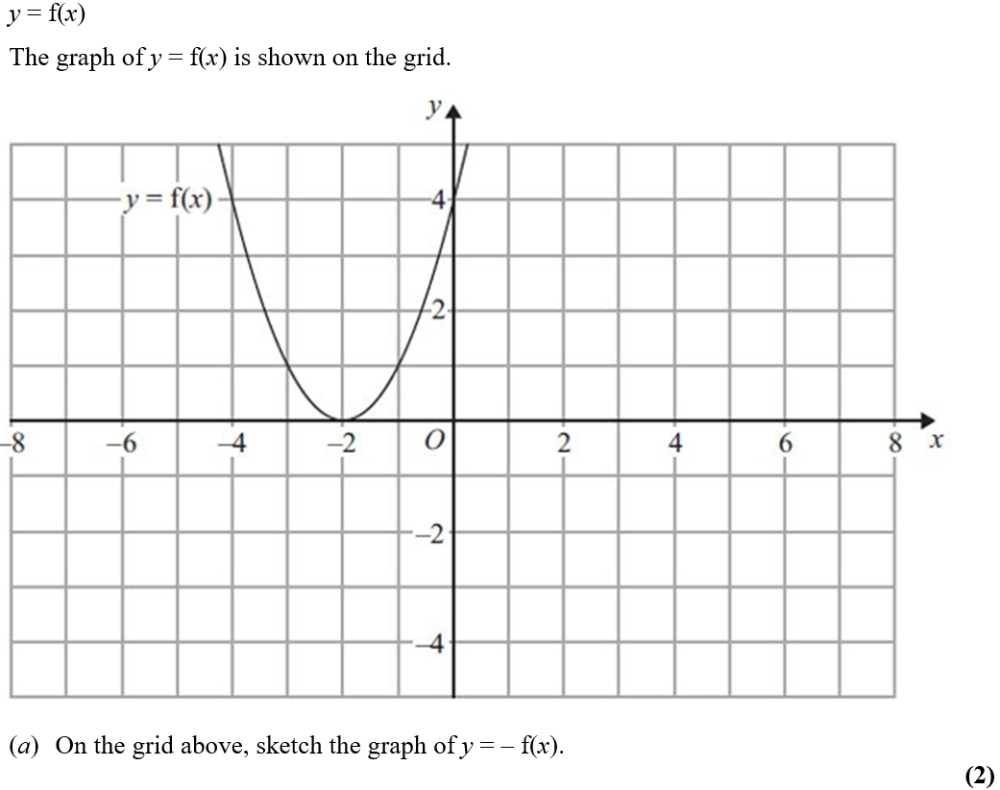 y = f(x)
The graph of y = f(x) is shown on the grid.
y
y = f(x)
4
2
–8 –6 –4 –2 O 2 4 6 8 x
–2
–4
(a) On the grid above, sketch the graph of y = – f(x).
(2)